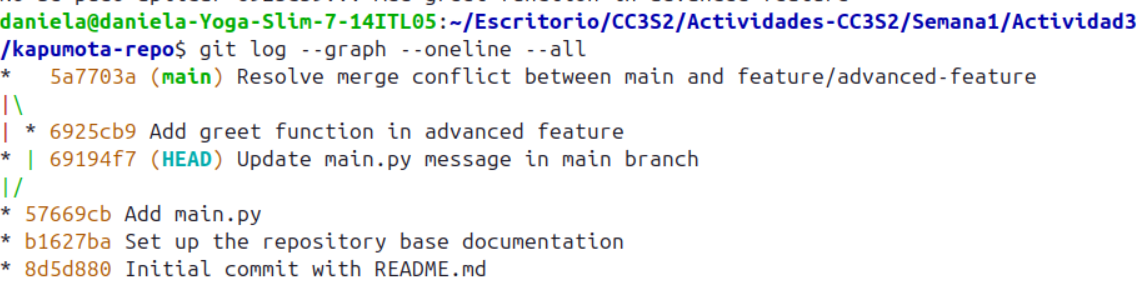 daniela@daniela-Yoga-Slim-7-14ITL05:~/Escritorio/CC3S2/Actividades-CC3S2/Semana1/Actividad3
/kapumota-repo$ git log --graph --oneline --all
*   5a7703a (main) Resolve merge conflict between main and feature/advanced-feature
|\
| * 6925cb9 Add greet function in advanced feature
* | 69194f7 (HEAD) Update main.py message in main branch
|/
* 57669cb Add main.py
* b1627ba Set up the repository base documentation
* 8d5d880 Initial commit with README.md